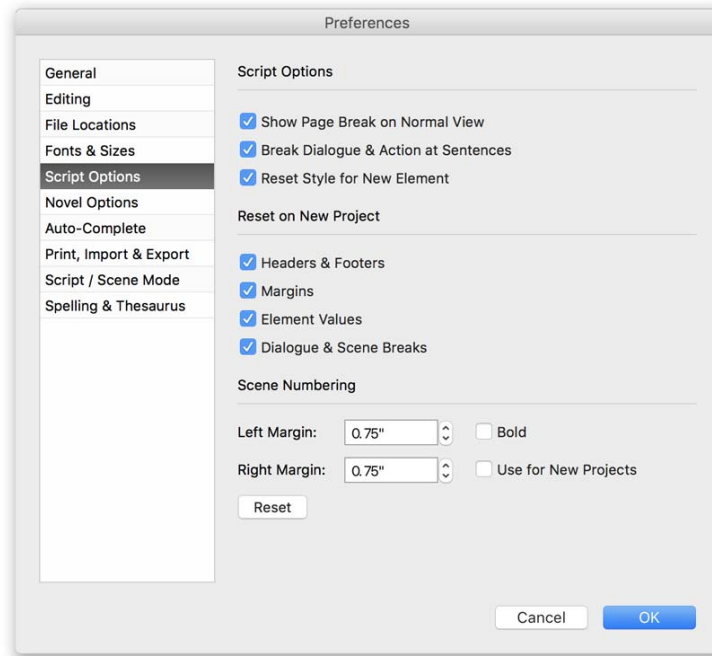 Preferences
General
Editing
File Locations
Fonts & Sizes
Script Options
Novel Options
Auto-Complete
Print, Import & Export
Script / Scene Mode
Spelling & Thesaurus
Script Options
Show Page Break on Normal View
Break Dialogue & Action at Sentences
Reset Style for New Element
Reset on New Project
Headers & Footers
Margins
Element Values
Dialogue & Scene Breaks
Scene Numbering
Left Margin: 0.75" Bold
Right Margin: 0.75" Use for New Projects
Reset
Cancel OK